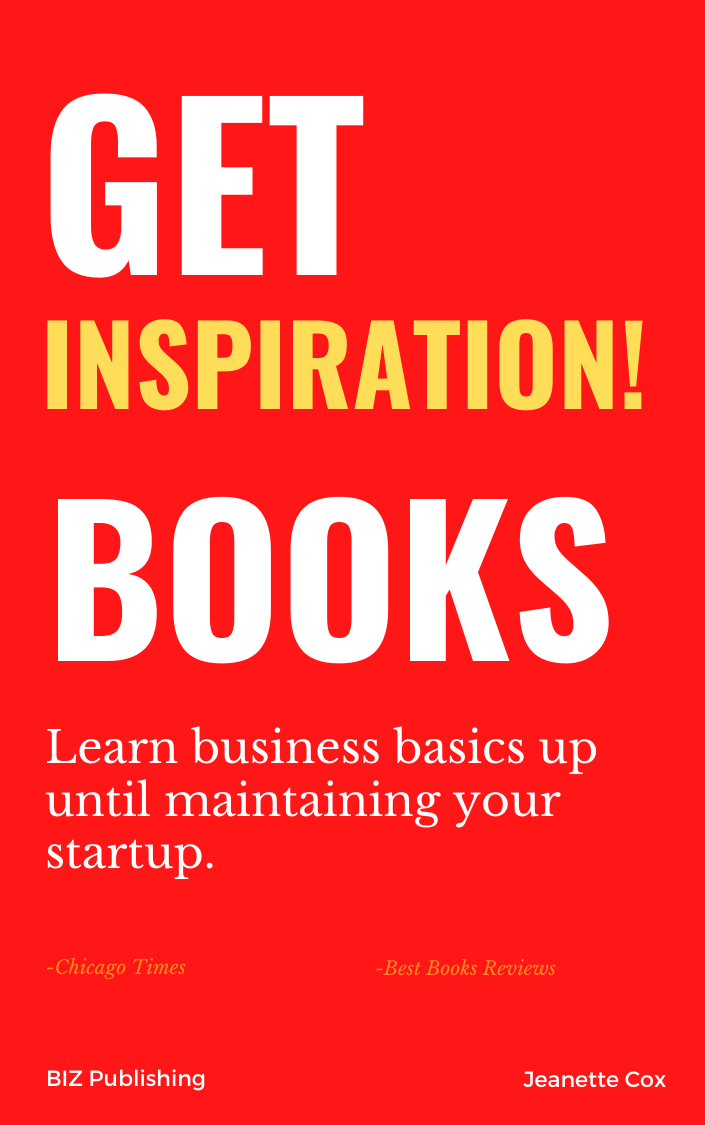 GET
INSPIRATION!
BOOKS
Learn business basics up
until maintaining your
startup.
-Chicago Times
-Best Books Reviews
BIZ Publishing
Jeanette Cox